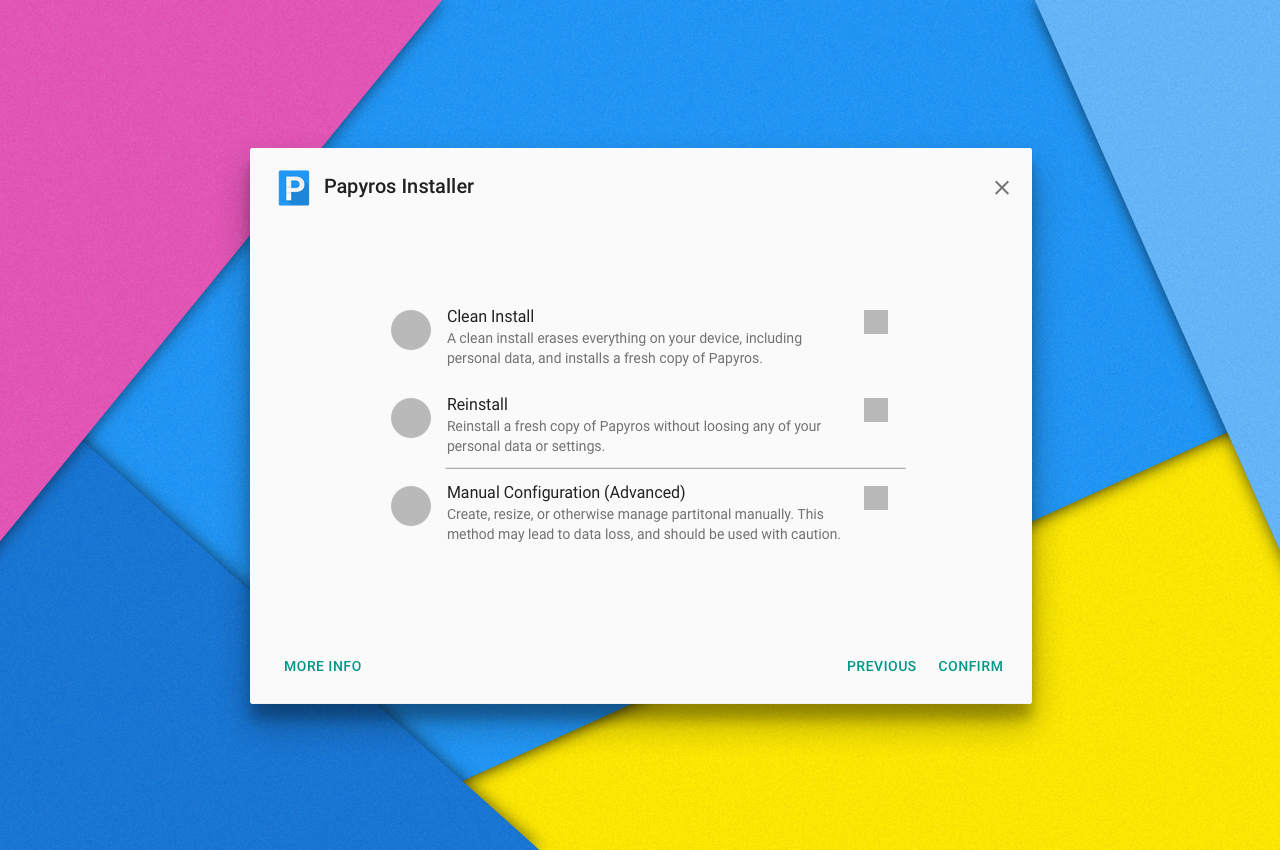 P Papyros Installer
Clean Install
A clean install erases everything on your device, including
personal data, and installs a fresh copy of Papyros.
Reinstall
Reinstall a fresh copy of Papyros without loosing any of your
personal data or settings.
Manual Configuration (Advanced)
Create, resize, or otherwise manage partitonal manually. This
method may lead to data loss, and should be used with caution.
MORE INFO PREVIOUS CONFIRM